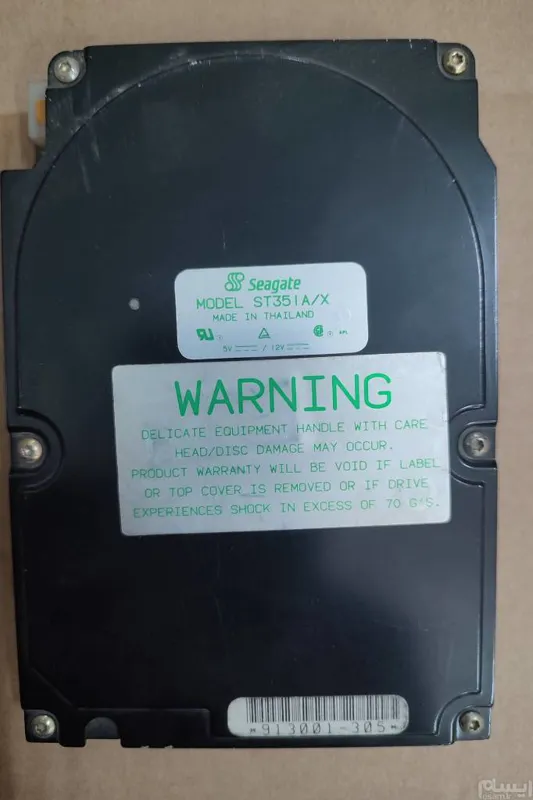 Seagate
MODEL ST351A/X
MADE IN THAILAND
5V / 12V
WARNING
DELICATE EQUIPMENT HANDLE WITH CARE
HEAD/DISC DAMAGE MAY OCCUR.
PRODUCT WARRANTY WILL BE VOID IF LABEL
OR TOP COVER IS REMOVED OR IF DRIVE
EXPERIENCES SHOCK IN EXCESS OF 70 G'S.
*913001-305*
ایسام